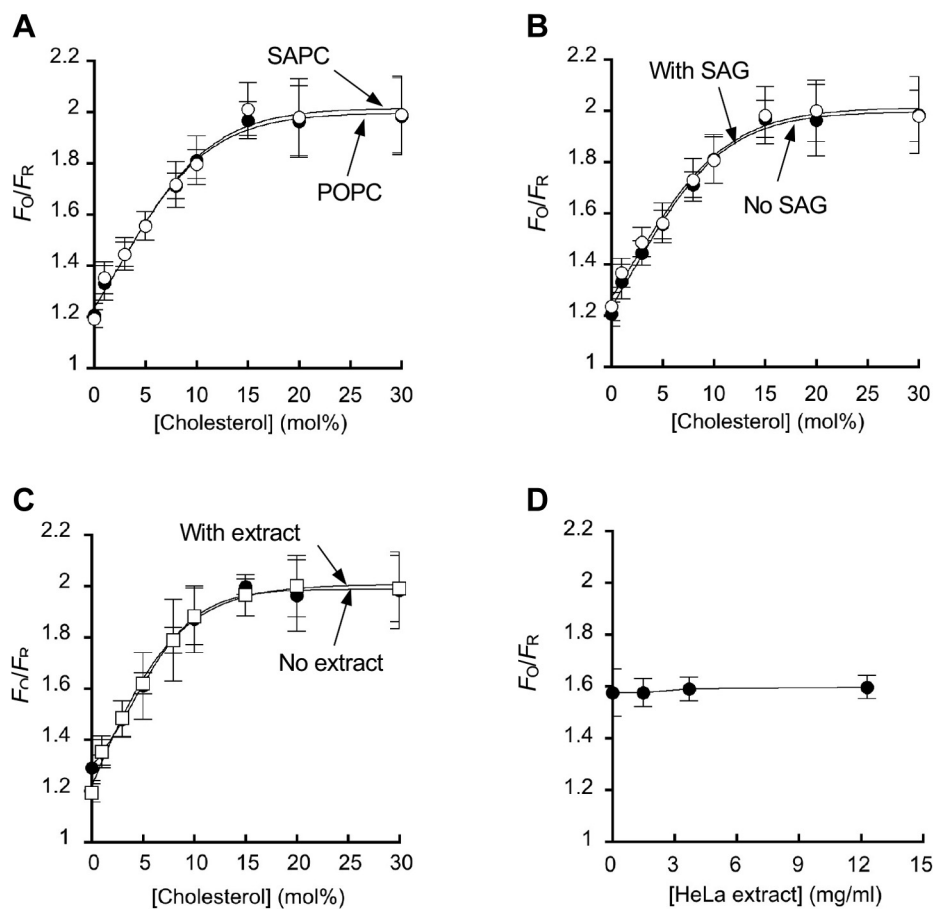 A
SAPC
POPC
2.2
2
1.8
1.6
1.4
1.2
1
FO/FR
0 5 10 15 20 25 30
[Cholesterol] (mol%)
B
With SAG
No SAG
2.2
2
1.8
1.6
1.4
1.2
1
FO/FR
0 5 10 15 20 25 30
[Cholesterol] (mol%)
C
With extract
No extract
2.2
2
1.8
1.6
1.4
1.2
1
FO/FR
0 5 10 15 20 25 30
[Cholesterol] (mol%)
D
2.2
2
1.8
1.6
1.4
1.2
1
FO/FR
0 3 6 9 12 15
[HeLa extract] (mg/ml)